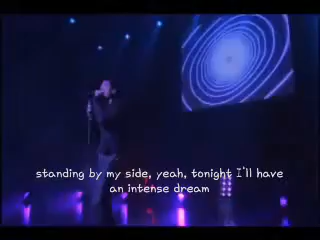 standing by my side, yeah, tonight I'll have
an intense dream